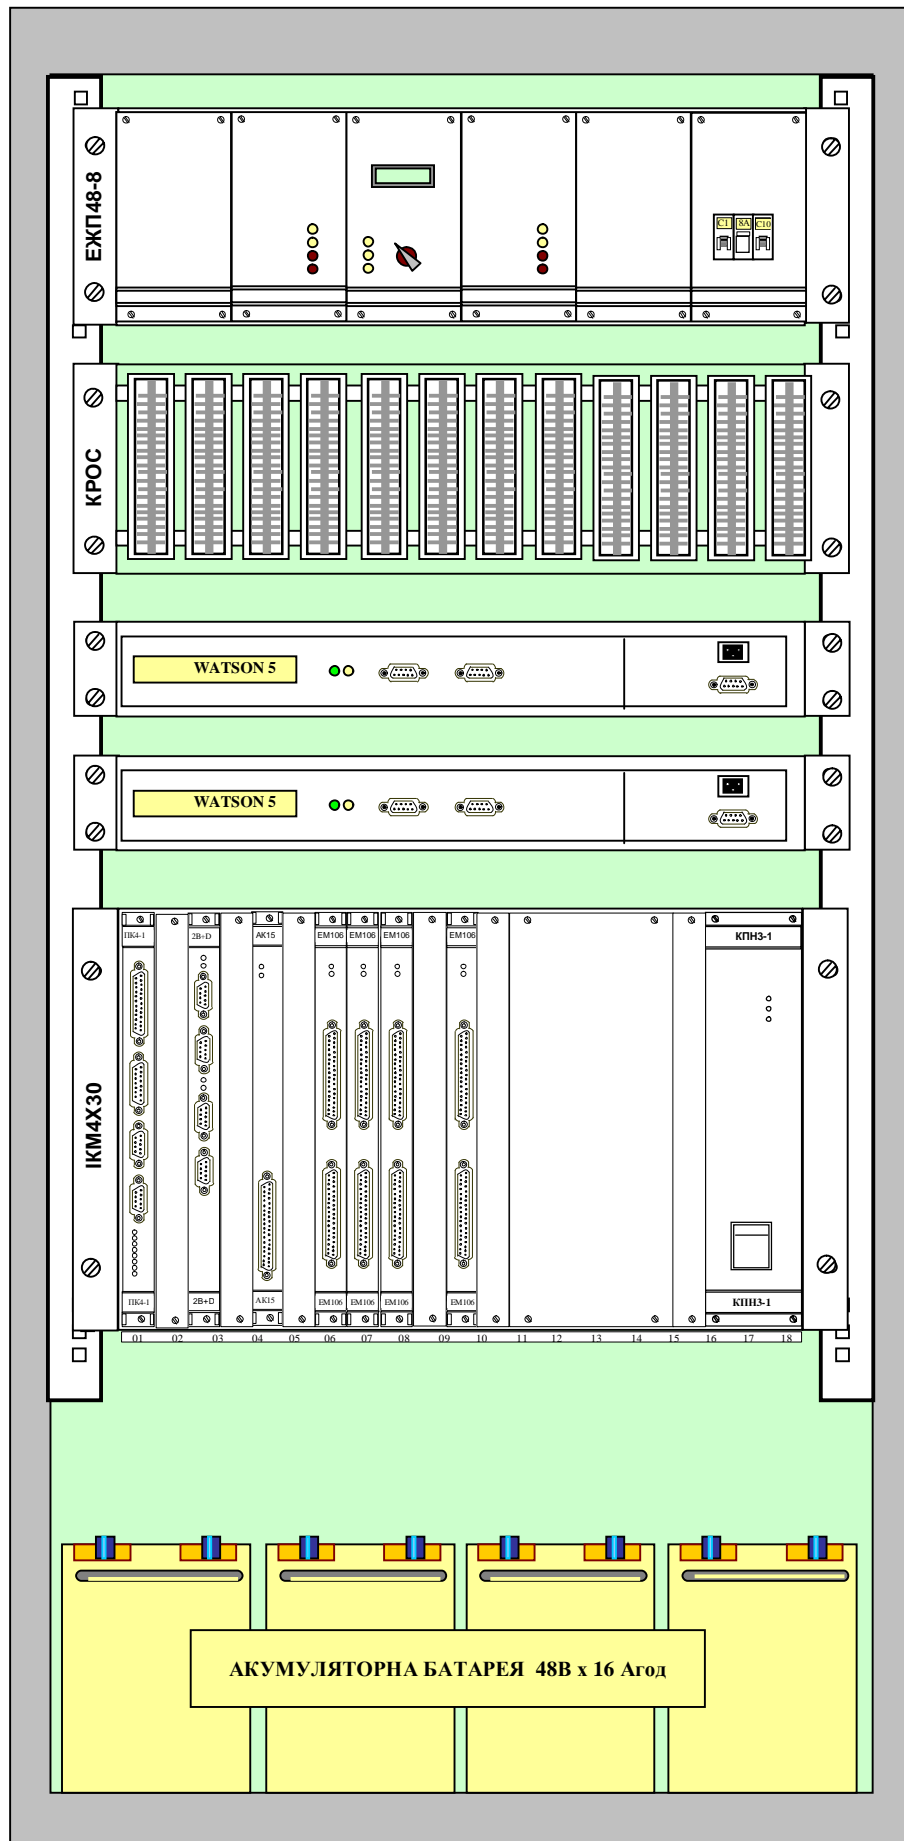 ЕЖП48-8
C1 8A C10
КРОС
WATSON 5
WATSON 5
ІКМ4Х30
ПК4-1 2B+D АК15 ЕМ106 ЕМ106 ЕМ106 ЕМ106 КПН3-1
ПК4-1 2B+D АК15 ЕМ106 ЕМ106 ЕМ106 ЕМ106 КПН3-1
01 02 03 04 05 06 07 08 09 10 11 12 13 14 15 16 17 18
АКУМУЛЯТОРНА БАТАРЕЯ 48В х 16 Агод